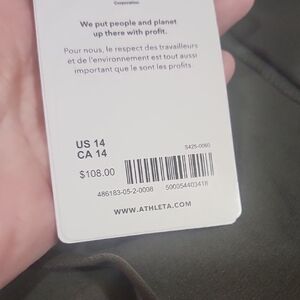 Corporation
We put people and planet
up there with profit.
Pour nous, le respect des travailleurs
et de l'environnement est tout aussi
important que le sont les profits.
US 14
CA 14
S425-0060
$108.00
486183-05-2-0008 500054403418
WWW.ATHLETA.COM